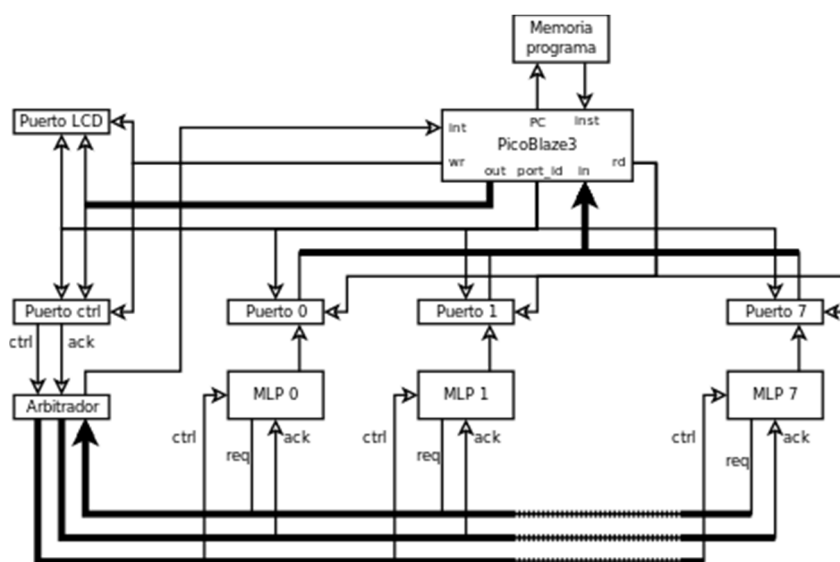 Memoria
programa
Puerto LCD
Int
PC
Inst
PicoBlaze3
wr
rd
out
port_id
in
Puerto ctrl
Puerto 0
Puerto 1
Puerto 7
ctrl
ack
Arbitrador
MLP 0
MLP 1
MLP 7
ctrl
ack
ctrl
ack
ctrl
ack
req
req
req